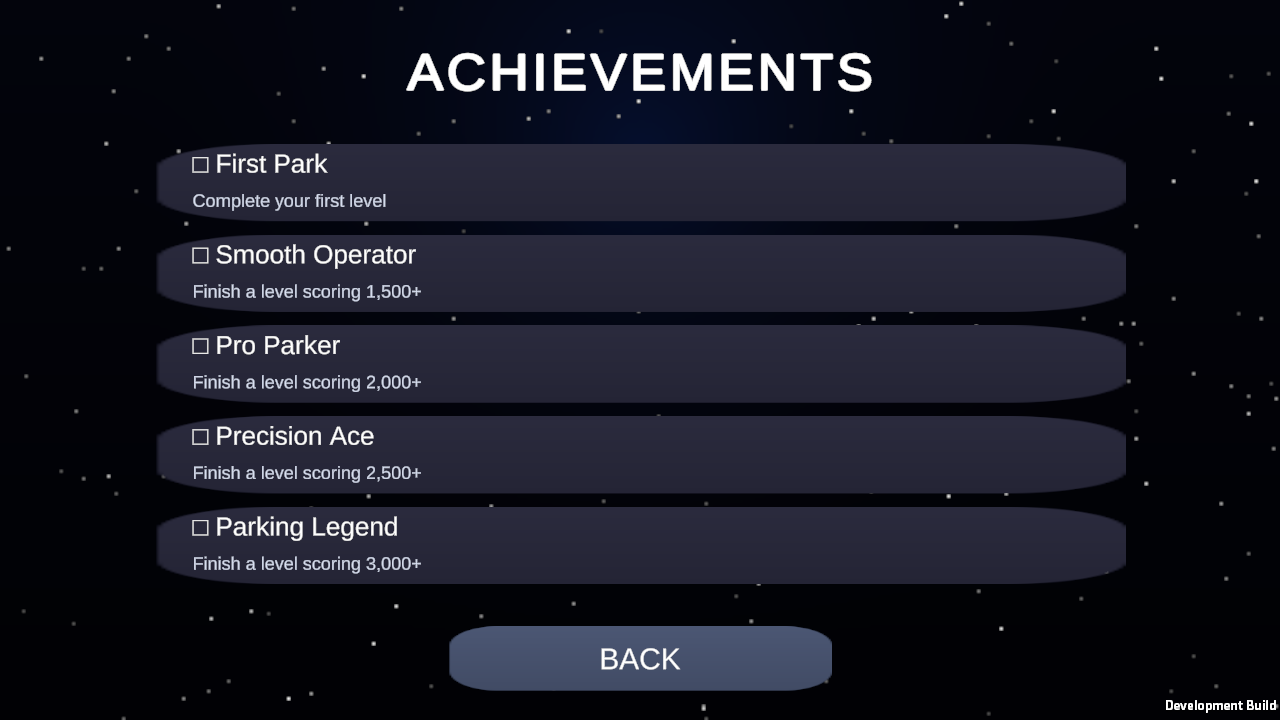 ACHIEVEMENTS
☐ First Park
Complete your first level
☐ Smooth Operator
Finish a level scoring 1,500+
☐ Pro Parker
Finish a level scoring 2,000+
☐ Precision Ace
Finish a level scoring 2,500+
☐ Parking Legend
Finish a level scoring 3,000+
BACK
Development Build